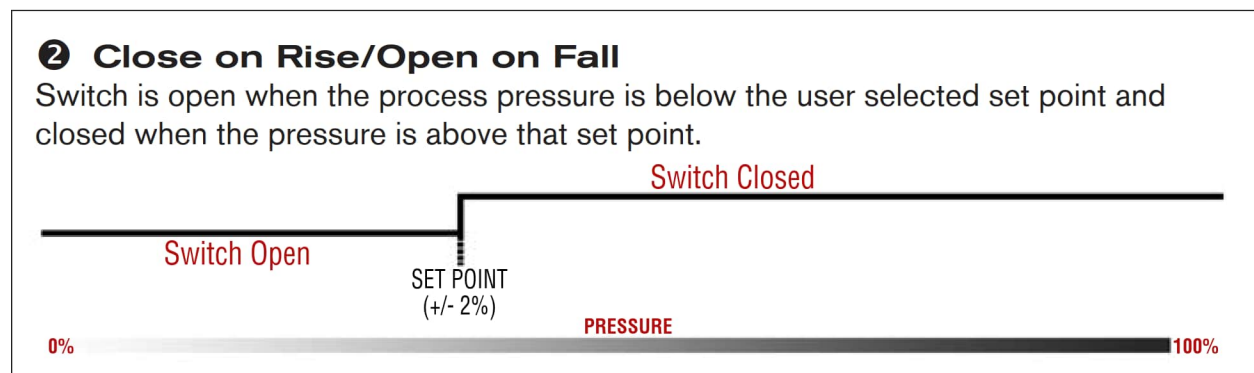 ❷ Close on Rise/Open on Fall
Switch is open when the process pressure is below the user selected set point and
closed when the pressure is above that set point.
Switch Closed
Switch Open
SET POINT
(+/- 2%)
PRESSURE
0%
100%